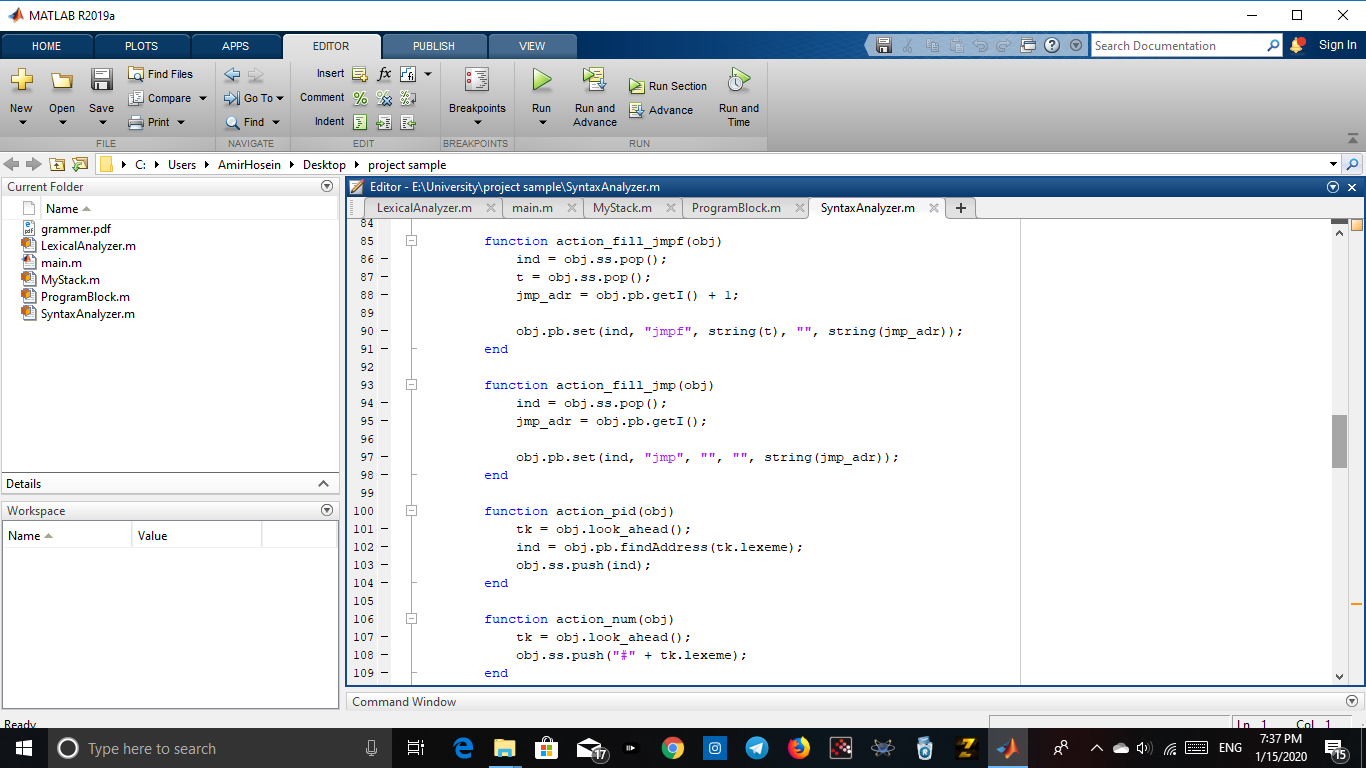 MATLAB R2019a
HOME PLOTS APPS EDITOR PUBLISH VIEW
Search Documentation
Sign In
New
Open
Save
Find Files
Compare
Print
FILE
Go To
Find
NAVIGATE
Insert
fx
fi
Comment
%
Indent
EDIT
Breakpoints
BREAKPOINTS
Run
Run and
Advance
Run Section
Advance
Run and
Time
RUN
C: Users AmirHosein Desktop project sample
Current Folder
Name
grammer.pdf
LexicalAnalyzer.m
main.m
MyStack.m
ProgramBlock.m
SyntaxAnalyzer.m
Details
Workspace
Name Value
Editor - E:\University\project sample\SyntaxAnalyzer.m
LexicalAnalyzer.m main.m MyStack.m ProgramBlock.m SyntaxAnalyzer.m
84
85 function action_fill_jmpf(obj)
86 ind = obj.ss.pop();
87 t = obj.ss.pop();
88 jmp_adr = obj.pb.getI() + 1;
89
90 obj.pb.set(ind, "jmpf", string(t), "", string(jmp_adr));
91 end
92
93 function action_fill_jmp(obj)
94 ind = obj.ss.pop();
95 jmp_adr = obj.pb.getI();
96
97 obj.pb.set(ind, "jmp", "", "", string(jmp_adr));
98 end
99
100 function action_pid(obj)
101 tk = obj.look_ahead();
102 ind = obj.pb.findAddress(tk.lexeme);
103 obj.ss.push(ind);
104 end
105
106 function action_num(obj)
107 tk = obj.look_ahead();
108 obj.ss.push("#" + tk.lexeme);
109 end
Command Window
Ready
Ln 1 Col 1
Type here to search
17
ENG
7:37 PM
1/15/2020
15